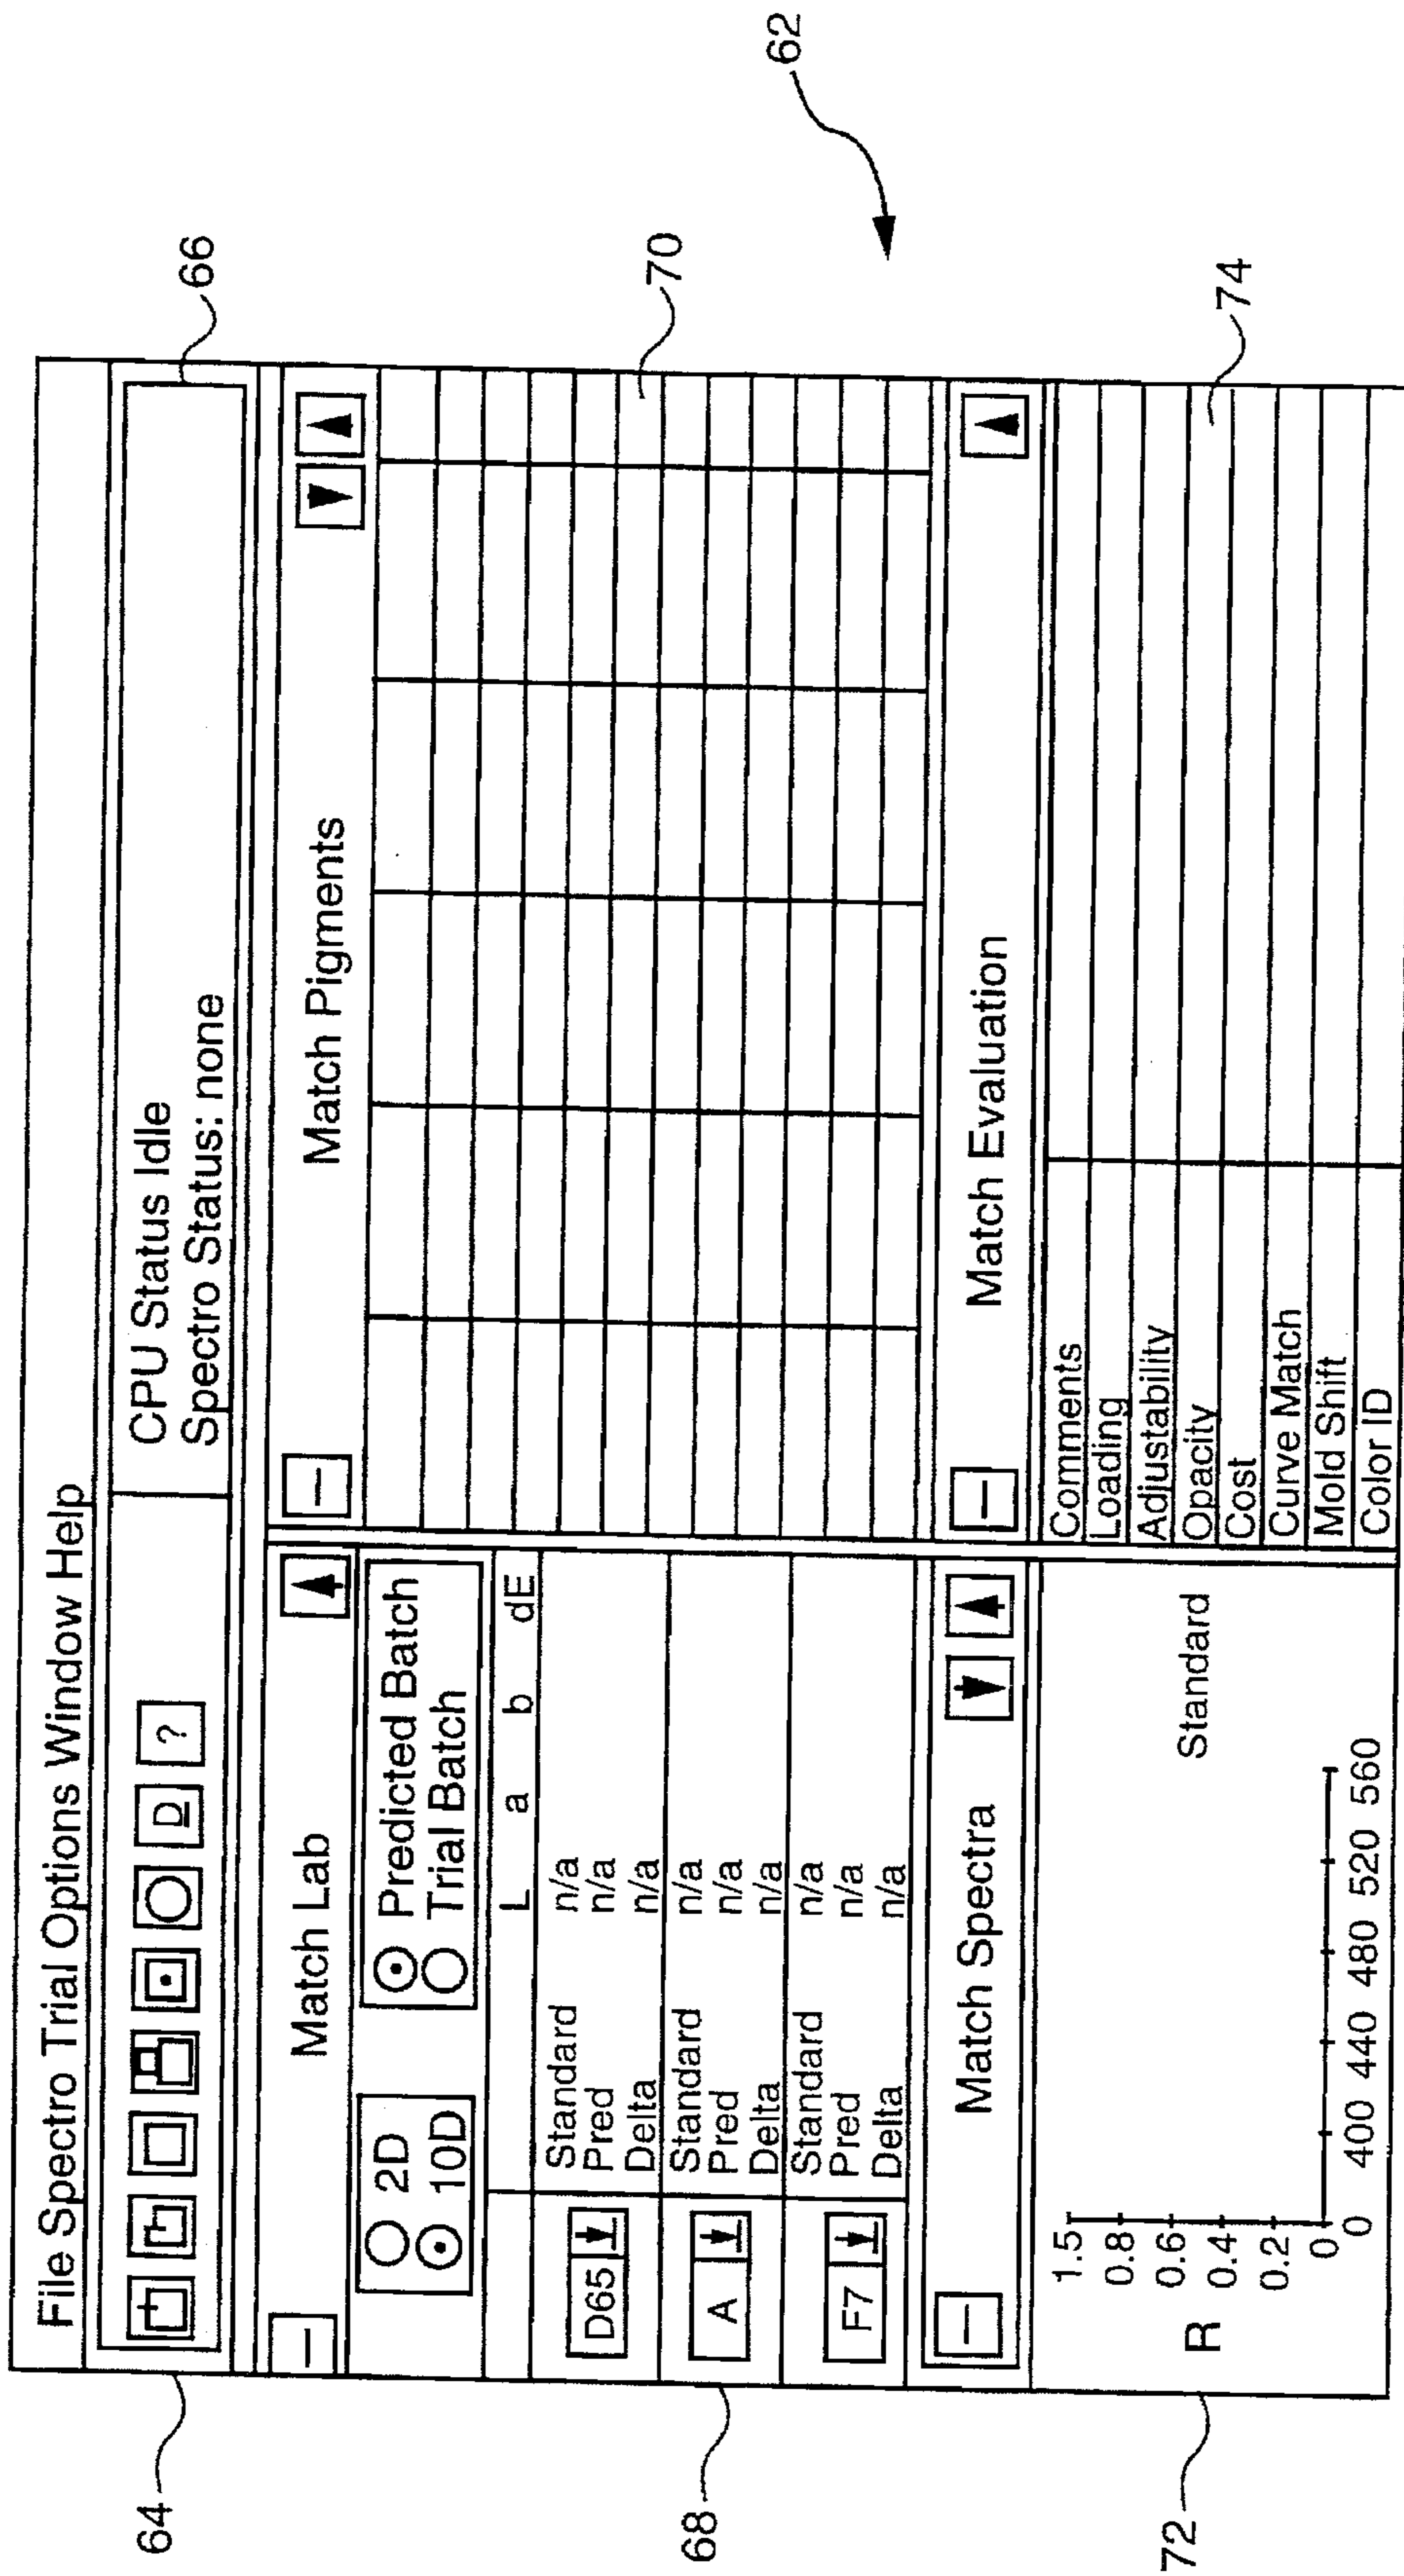 File Spectro Trial Options Window Help
D ?
CPU Status Idle
Spectro Status: none
64
66
Match Lab
2D
10D
Predicted Batch
Trial Batch
L a b dE
D65
Standard n/a
Pred n/a
Delta n/a
A
Standard n/a
Pred n/a
Delta n/a
F7
Standard n/a
Pred n/a
Delta n/a
68
Match Pigments
70
62
Match Spectra
Standard
R
1.5
0.8
0.6
0.4
0.2
0
0 400 440 480 520 560
72
Match Evaluation
Comments
Loading
Adjustability
Opacity
Cost
Curve Match
Mold Shift
Color ID
74